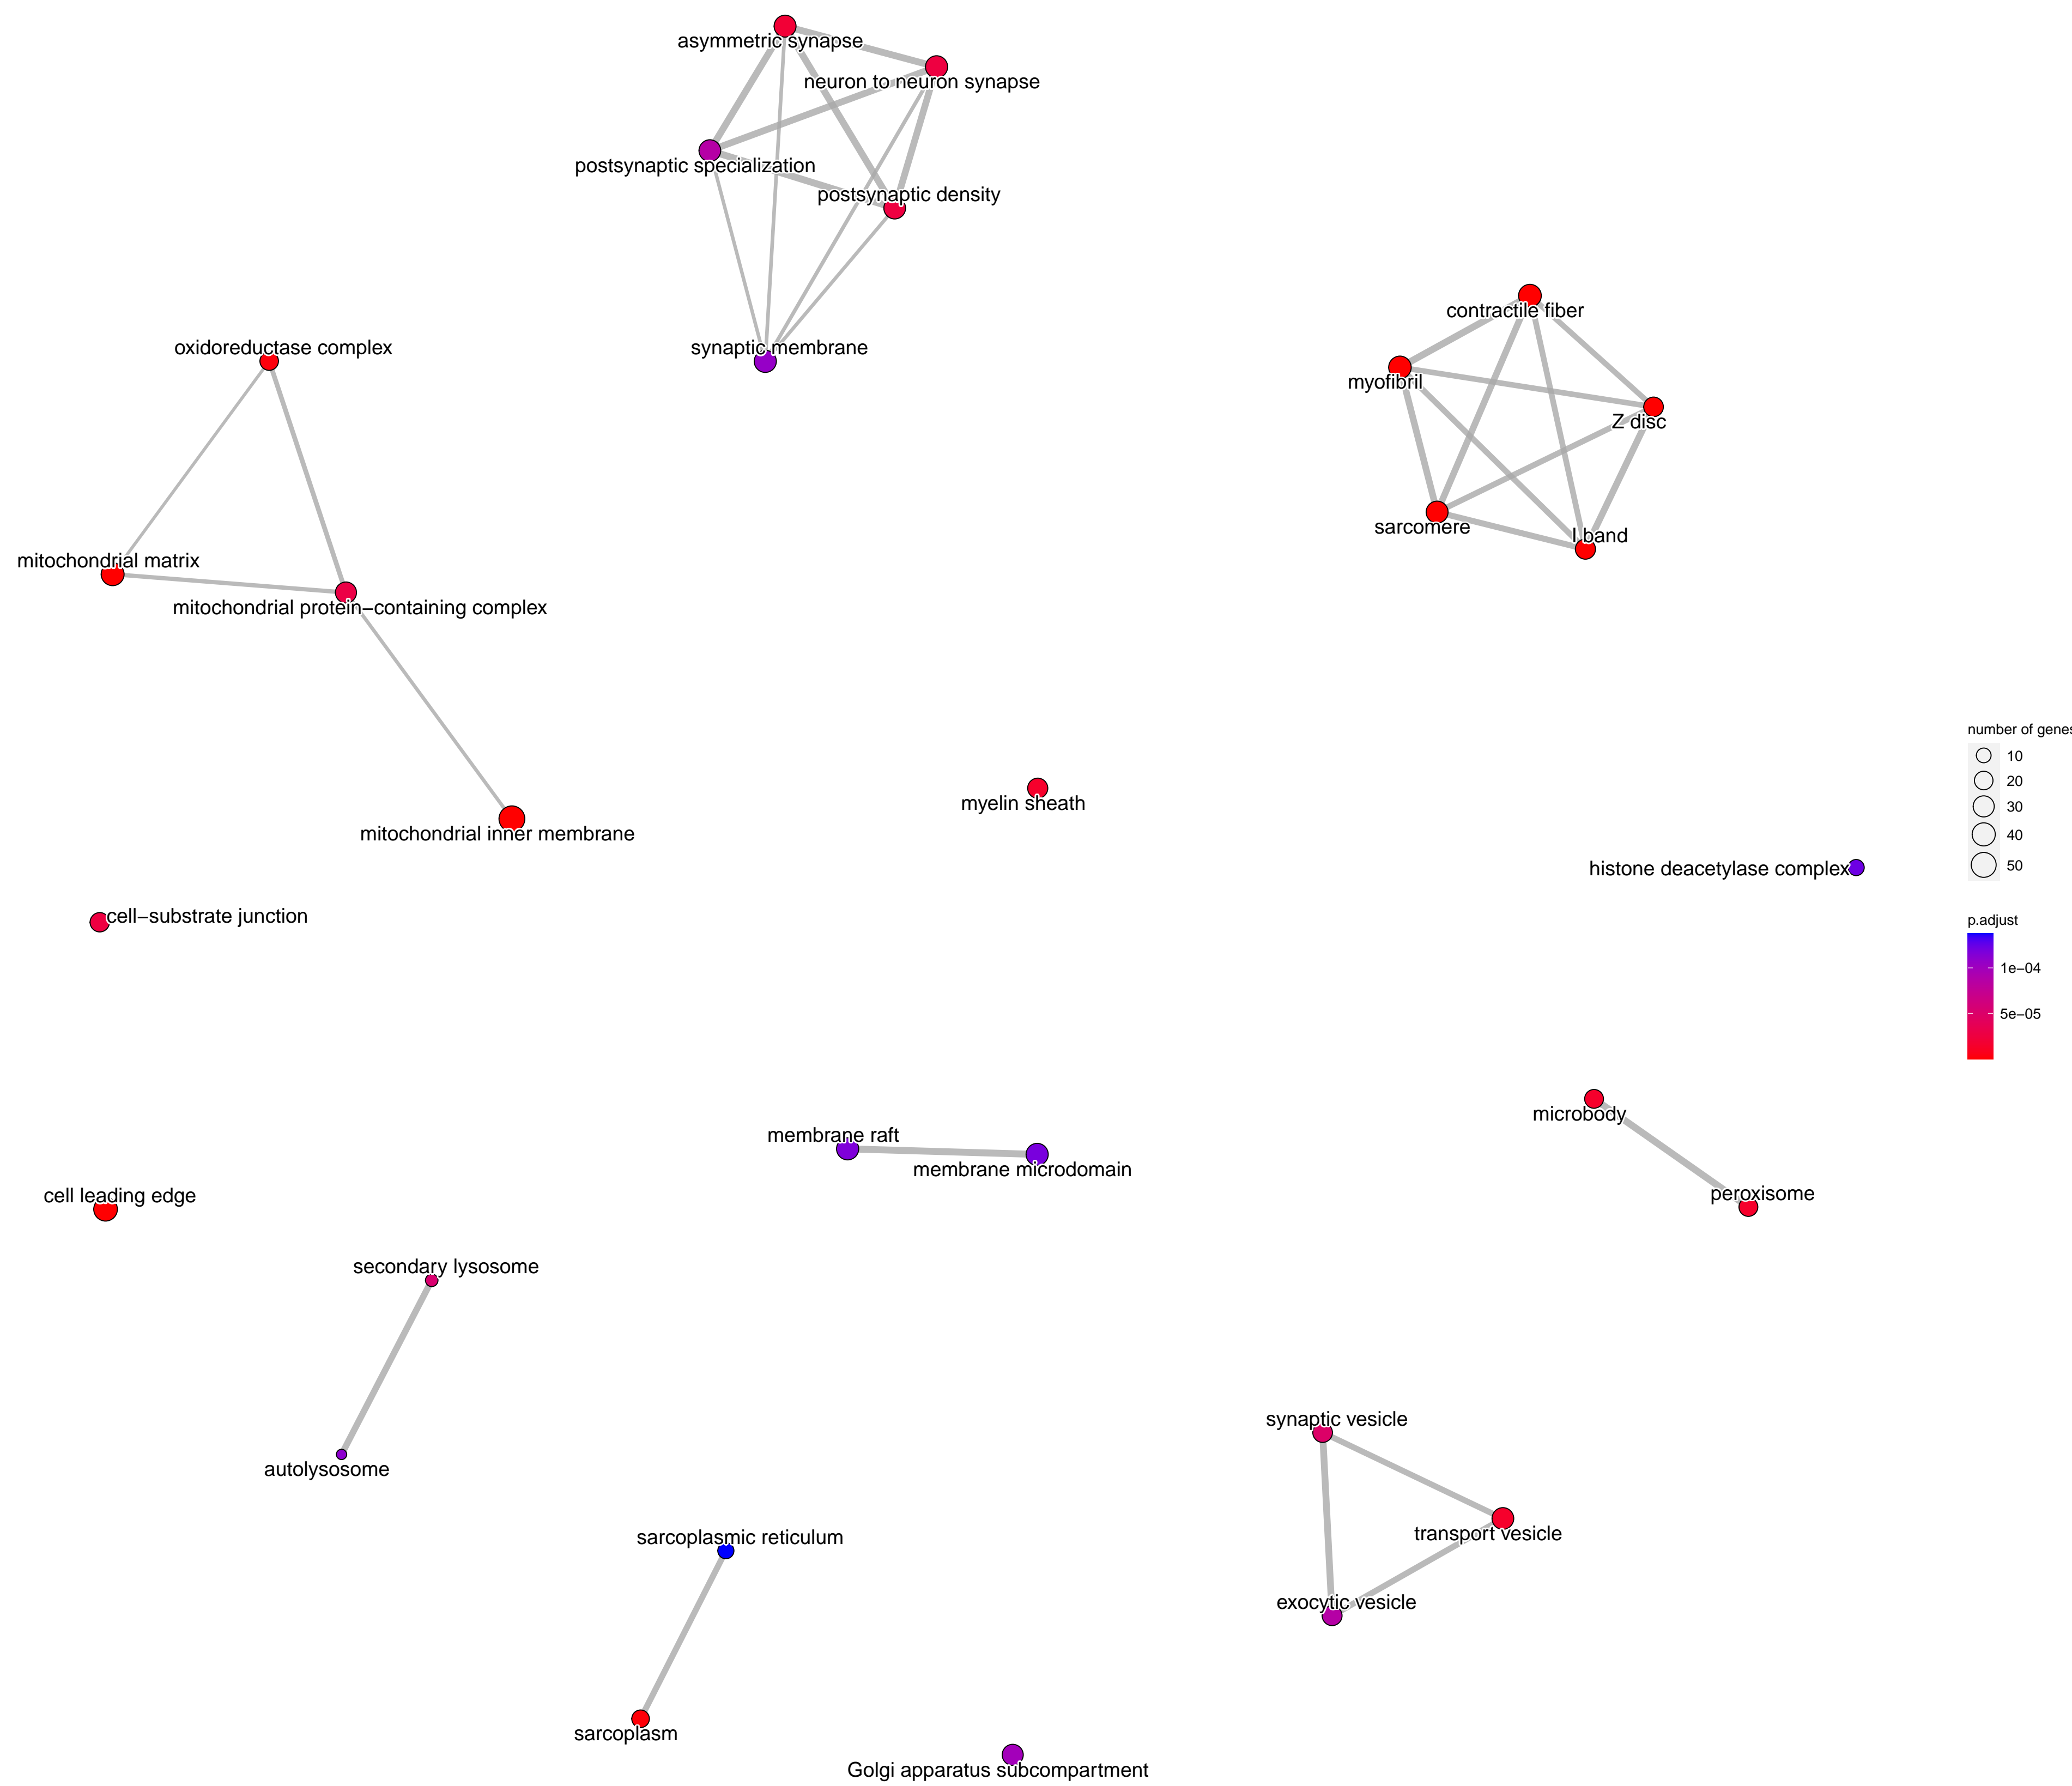 asymmetric synapse
neuron to neuron synapse
postsynaptic specialization
postsynaptic density
contractile fiber
oxidoreductase complex
synaptic membrane
myofibril
Z disc
sarcomere
I band
mitochondrial matrix
mitochondrial protein−containing complex
number of genes
10
20
30
40
50
myelin sheath
mitochondrial inner membrane
histone deacetylase complex
cell−substrate junction
p.adjust
1e−04
5e−05
microbody
membrane raft
membrane microdomain
peroxisome
cell leading edge
secondary lysosome
synaptic vesicle
autolysosome
transport vesicle
sarcoplasmic reticulum
exocytic vesicle
sarcoplasm
Golgi apparatus subcompartment